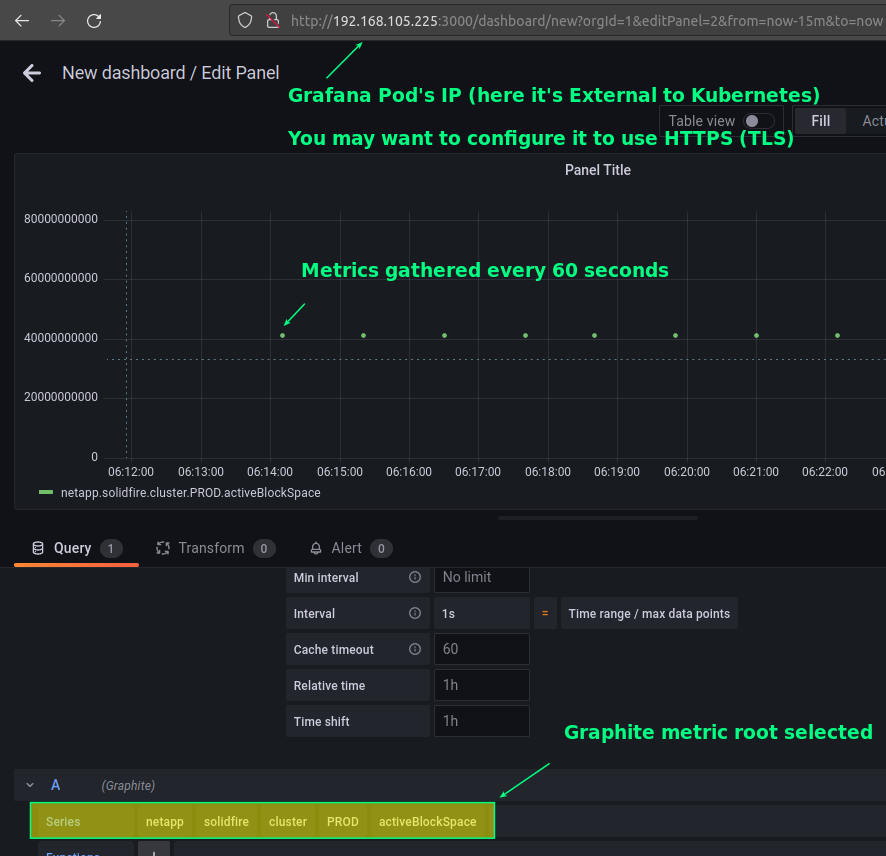 http://192.168.105.225:3000/dashboard/new?orgId=1&editPanel=2&from=now-15m&to=now
New dashboard / Edit Panel
Grafana Pod's IP (here it's External to Kubernetes)
Table view Fill Actu
You may want to configure it to use HTTPS (TLS)
Panel Title
80000000000
Metrics gathered every 60 seconds
60000000000
40000000000
20000000000
0
06:12:00 06:13:00 06:14:00 06:15:00 06:16:00 06:17:00 06:18:00 06:19:00 06:20:00 06:21:00 06:22:00 06
netapp.solidfire.cluster.PROD.activeBlockSpace
Query 1 Transform 0 Alert 0
Min interval No limit
Interval 1s = Time range / max data points
Cache timeout 60
Relative time 1h
Time shift 1h
Graphite metric root selected
A (Graphite)
Series netapp solidfire cluster PROD activeBlockSpace
Functions +